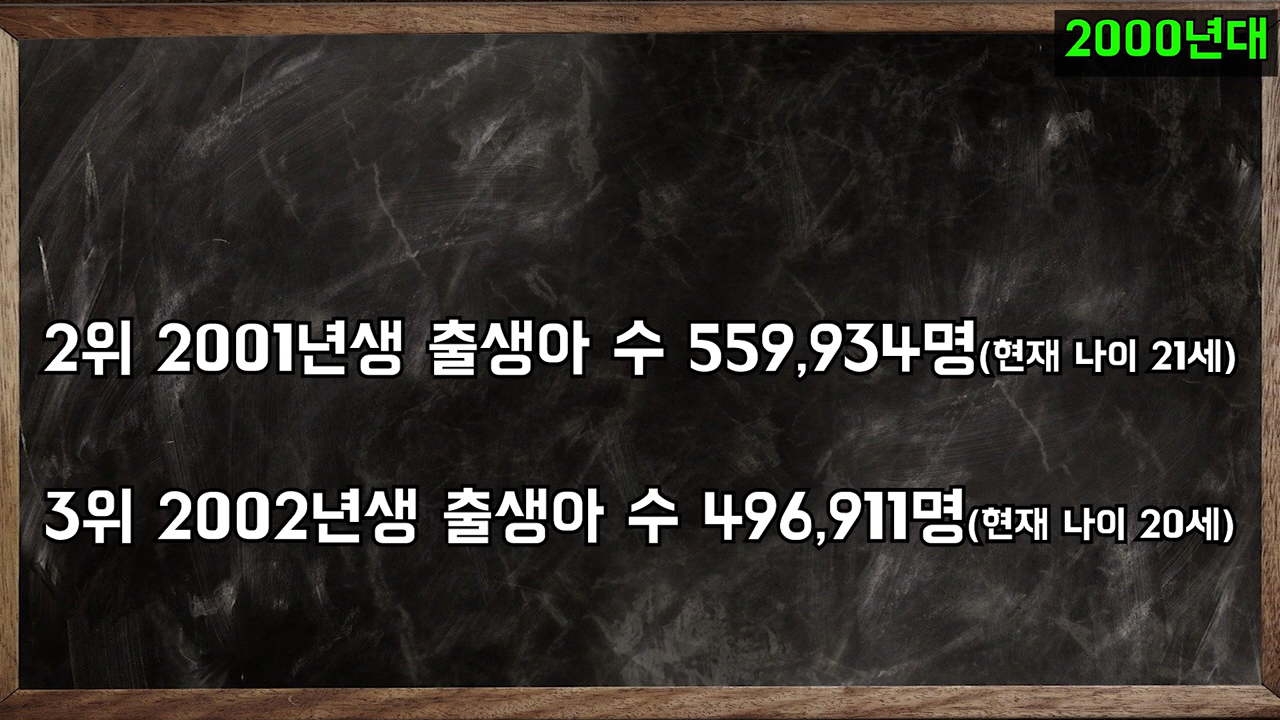 2000년대
2위 2001년생 출생아 수 559,934명(현재 나이 21세)
3위 2002년생 출생아 수 496,911명(현재 나이 20세)